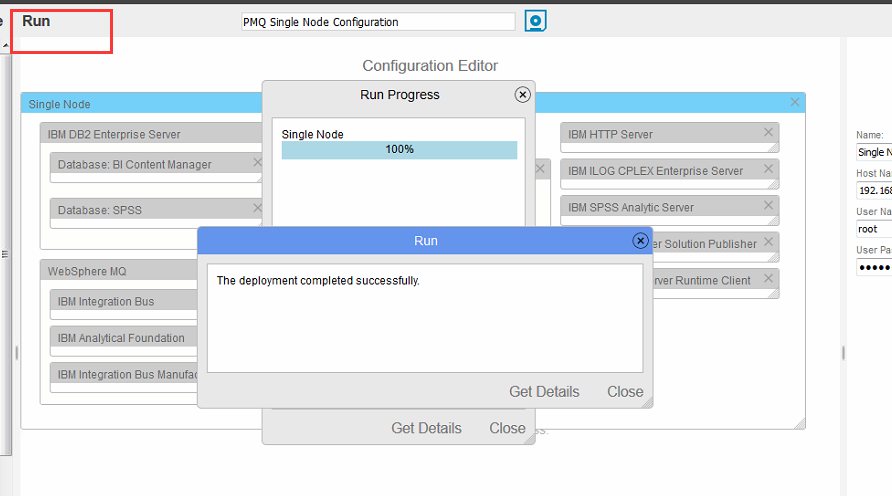 Run
PMQ Single Node Configuration
Configuration Editor
Single Node
IBM DB2 Enterprise Server
Database: BI Content Manager
Database: SPSS
WebSphere MQ
IBM Integration Bus
IBM Analytical Foundation
IBM Integration Bus Manufac
Run Progress
Single Node
100%
Run
The deployment completed successfully.
Get Details
Close
Get Details
Close
IBM HTTP Server
IBM ILOG CPLEX Enterprise Server
IBM SPSS Analytic Server
er Solution Publisher
rver Runtime Client
Name:
Single N
Host Na
192.168
User Na
root
User Pa
●●●●●